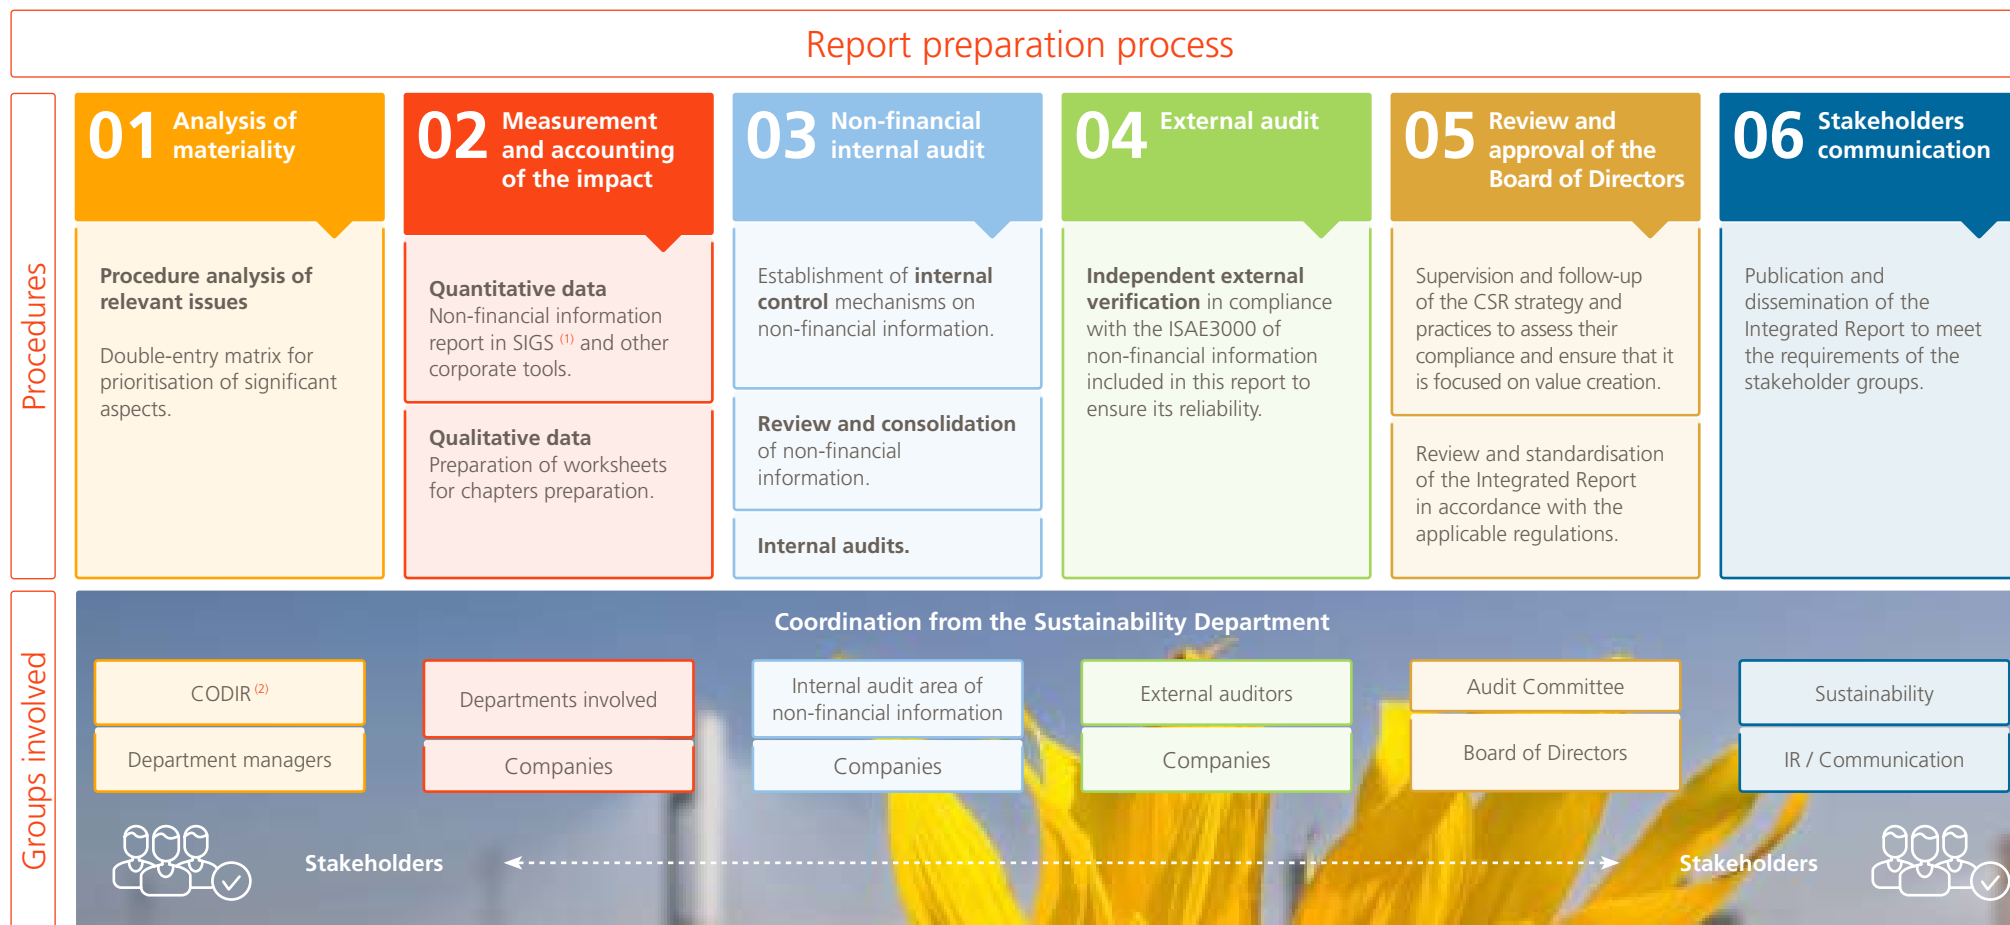 Report preparation process
Procedures
01 Analysis of
materiality
Procedure analysis of
relevant issues
Double-entry matrix for
prioritisation of significant
aspects.
02 Measurement
and accounting
of the impact
Quantitative data
Non-financial information
report in SIGS (1) and other
corporate tools.
Qualitative data
Preparation of worksheets
for chapters preparation.
03 Non-financial
internal audit
Establishment of internal
control mechanisms on
non-financial information.
Review and consolidation
of non-financial
information.
Internal audits.
04 External audit
Independent external
verification in compliance
with the ISAE3000 of
non-financial information
included in this report to
ensure its reliability.
05 Review and
approval of the
Board of Directors
Supervision and follow-up
of the CSR strategy and
practices to assess their
compliance and ensure that it
is focused on value creation.
Review and standardisation
of the Integrated Report
in accordance with the
applicable regulations.
06 Stakeholders
communication
Publication and
dissemination of the
Integrated Report to meet
the requirements of the
stakeholder groups.
Groups involved
Coordination from the Sustainability Department
CODIR (2)
Department managers
Departments involved
Companies
Internal audit area of
non-financial information
Companies
External auditors
Companies
Audit Committee
Board of Directors
Sustainability
IR / Communication
Stakeholders
Stakeholders